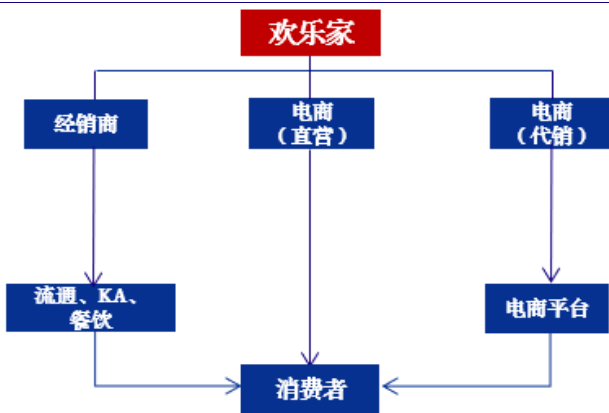 欢乐家
经销商
电商
（直营）
电商
（代销）
流通、KA、
餐饮
电商平台
消费者